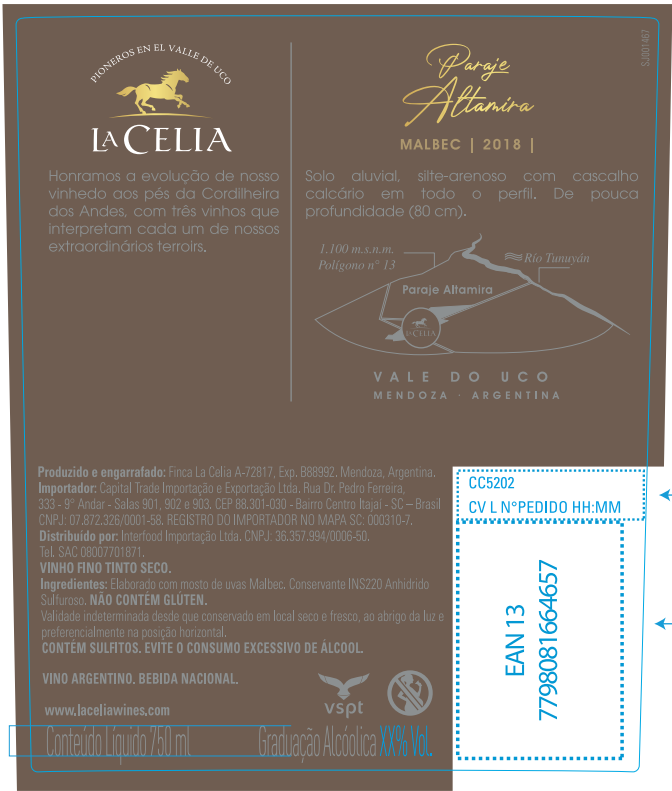 PIONEROS EN EL VALLE DE UCO
LA CELIA
Honramos a evolução de nosso
vinhedo aos pés da Cordilheira
dos Andes, com três vinhos que
interpretam cada um de nossos
extraordinários terroirs.
Paraje
Altamira
MALBEC | 2018 |
SJ001467
Solo aluvial, silte-arenoso com cascalho
calcário em todo o perfil. De pouca
profundidade (80 cm).
1.100 m.s.n.m.
Polígono n° 13
Río Tunuyán
Paraje Altamira
LA CELIA
VALE DO UCO
MENDOZA · ARGENTINA
Produzido e engarrafado: Finca La Celia A-72817, Exp. B88992. Mendoza, Argentina.
Importador: Capital Trade Importação e Exportação Ltda. Rua Dr. Pedro Ferreira,
333 - 9° Andar - Salas 901, 902 e 903. CEP 88.301-030 - Bairro Centro Itajaí - SC – Brasil
CNPJ: 07.872.326/0001-58. REGISTRO DO IMPORTADOR NO MAPA SC: 000310-7.
Distribuído por: Interfood Importação Ltda. CNPJ: 36.357.994/0006-50.
Tel. SAC 08007701871.
VINHO FINO TINTO SECO.
Ingredientes: Elaborado com mosto de uvas Malbec. Conservante INS220 Anhidrido
Sulfuroso. NÃO CONTÉM GLÚTEN.
Validade indeterminada desde que conservado em local seco e fresco, ao abrigo da luz e
preferencialmente na posição horizontal.
CONTÉM SULFITOS. EVITE O CONSUMO EXCESSIVO DE ÁLCOOL.
VINO ARGENTINO. BEBIDA NACIONAL.
www.laceliawines.com
vspt
Conteúdo Líquido 750 ml
Graduação Alcóolica XX% Vol.
CC5202
CV L N°PEDIDO HH:MM
EAN 13
7798081664657